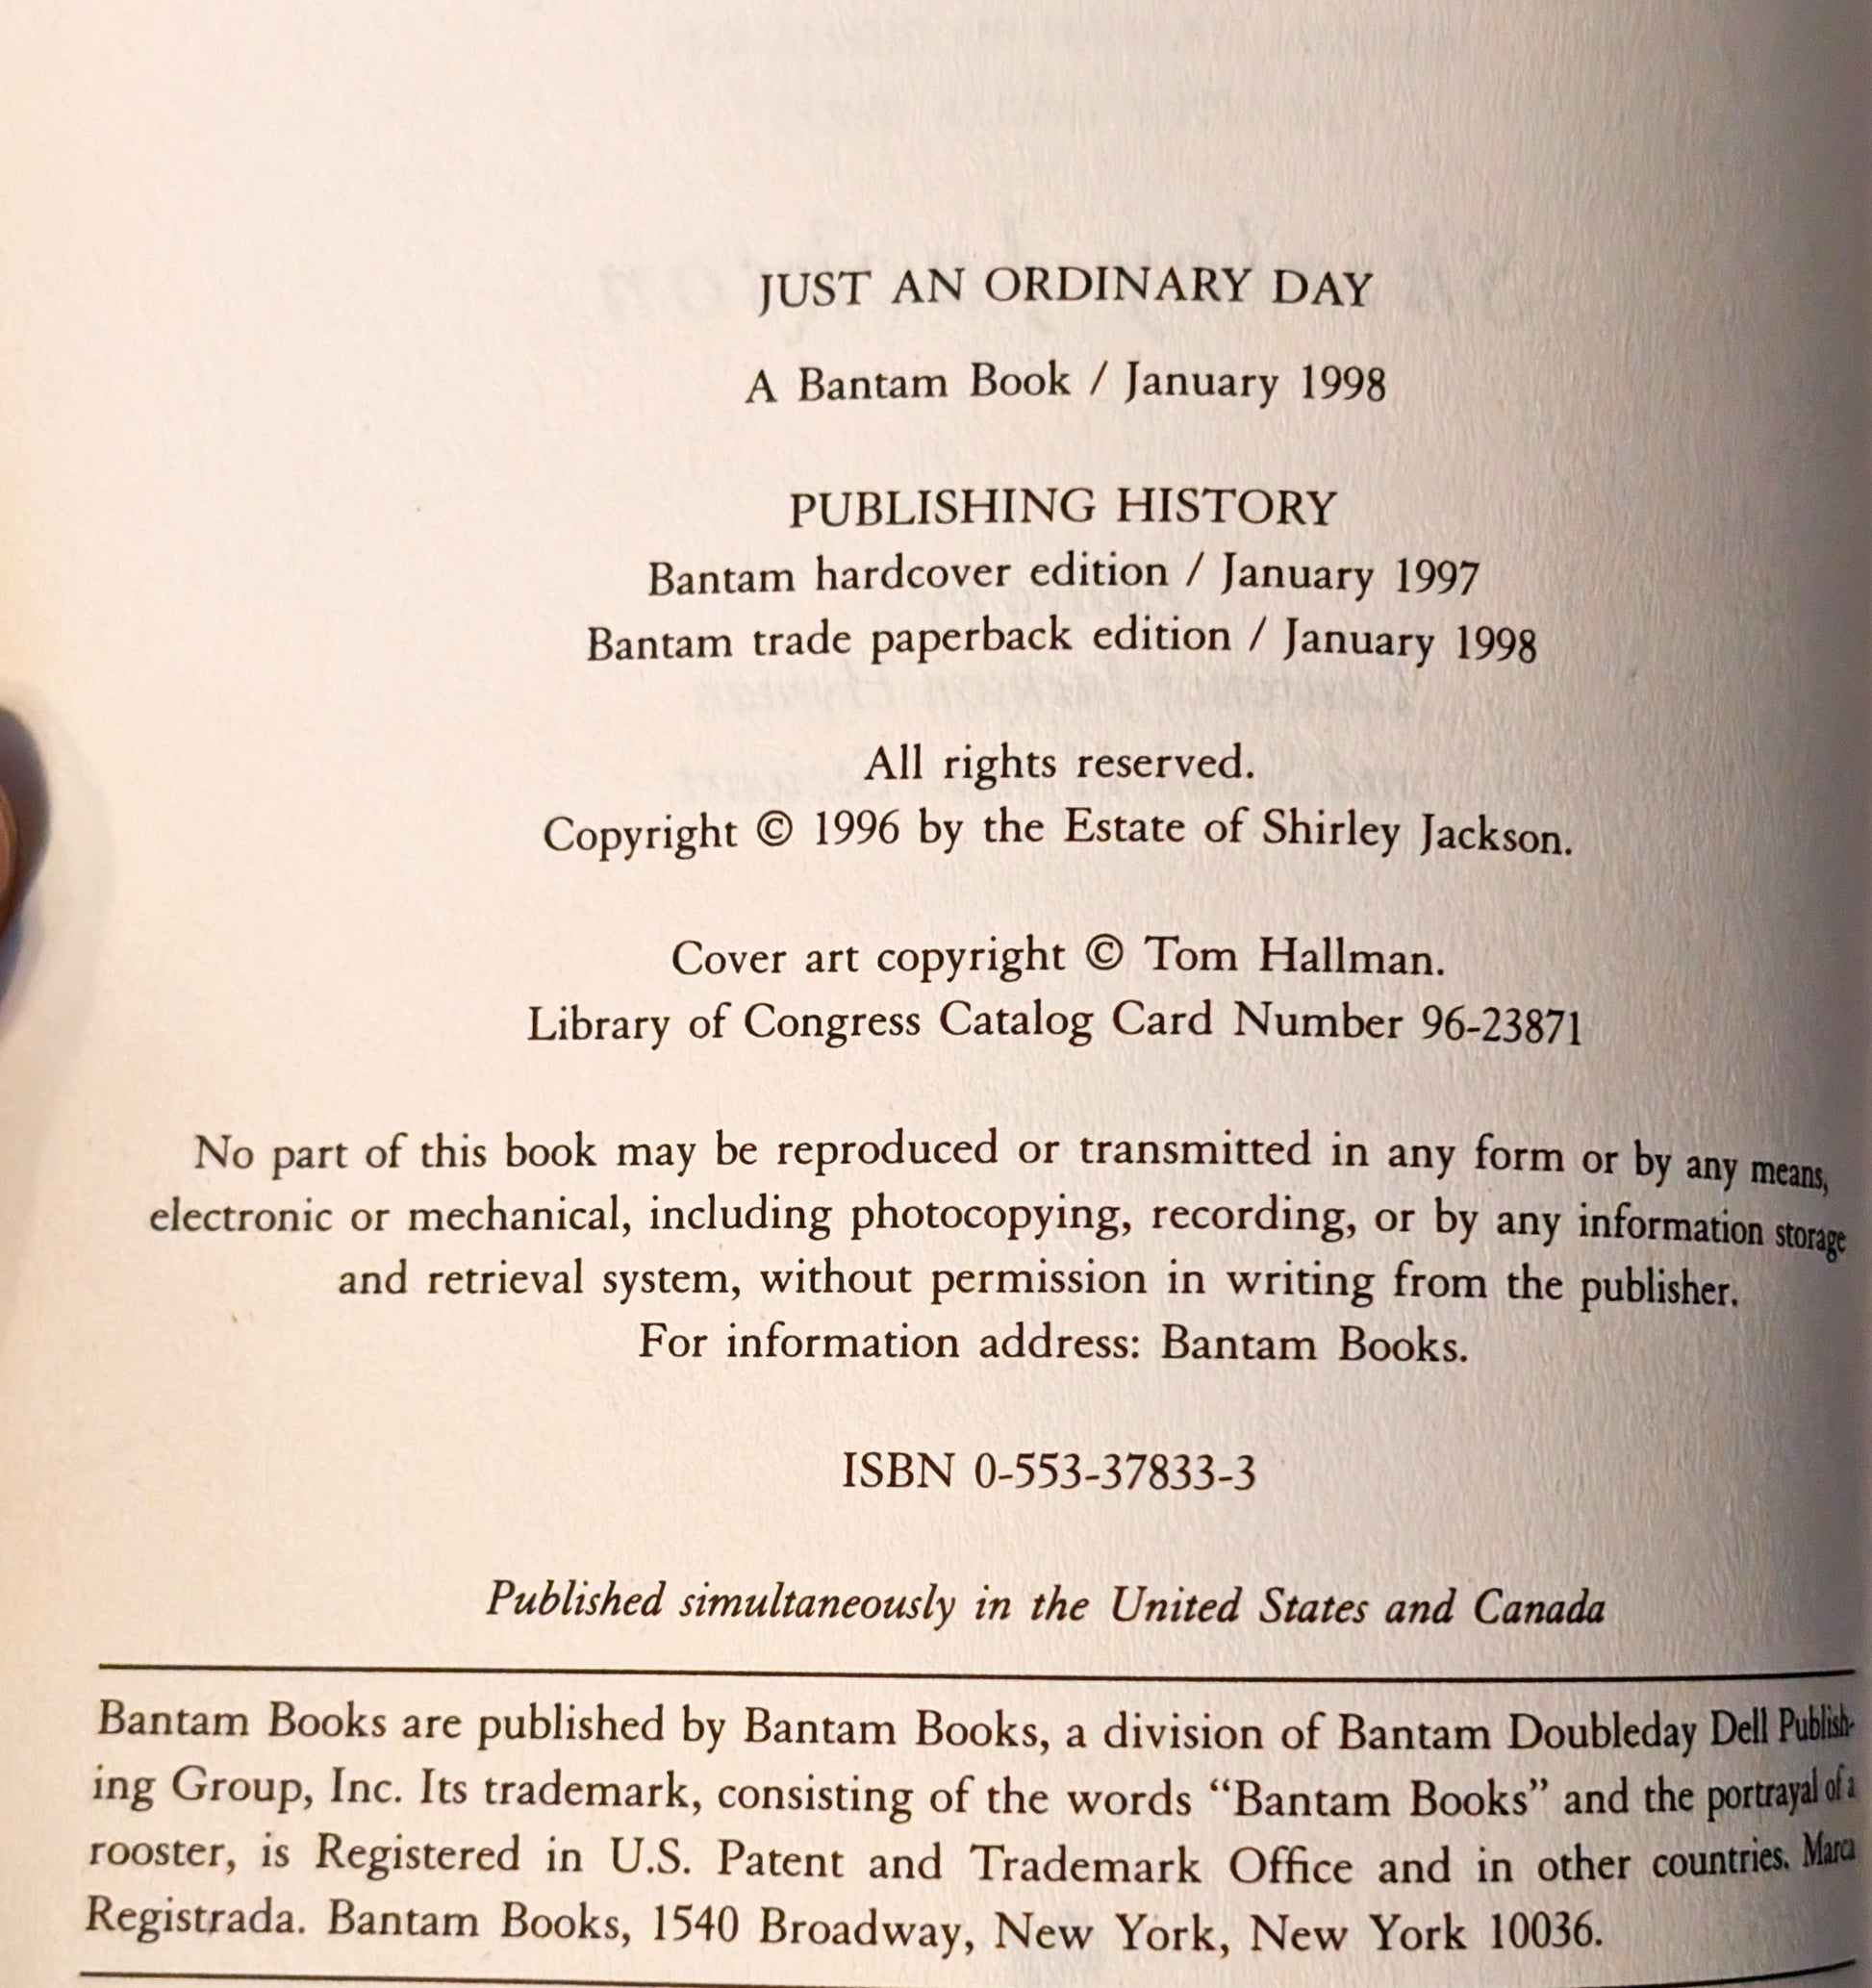 JUST AN ORDINARY DAY
A Bantam Book / January 1998
PUBLISHING HISTORY
Bantam hardcover edition / January 1997
Bantam trade paperback edition / January 1998
All rights reserved.
Copyright © 1996 by the Estate of Shirley Jackson.
Cover art copyright © Tom Hallman.
Library of Congress Catalog Card Number 96-23871
No part of this book may be reproduced or transmitted in any form or by any means,
electronic or mechanical, including photocopying, recording, or by any information storage
and retrieval system, without permission in writing from the publisher.
For information address: Bantam Books.
ISBN 0-553-37833-3
Published simultaneously in the United States and Canada
Bantam Books are published by Bantam Books, a division of Bantam Doubleday Dell Publish-
ing Group, Inc. Its trademark, consisting of the words “Bantam Books” and the portrayal of a
rooster, is Registered in U.S. Patent and Trademark Office and in other countries. Marca
Registrada. Bantam Books, 1540 Broadway, New York, New York 10036.